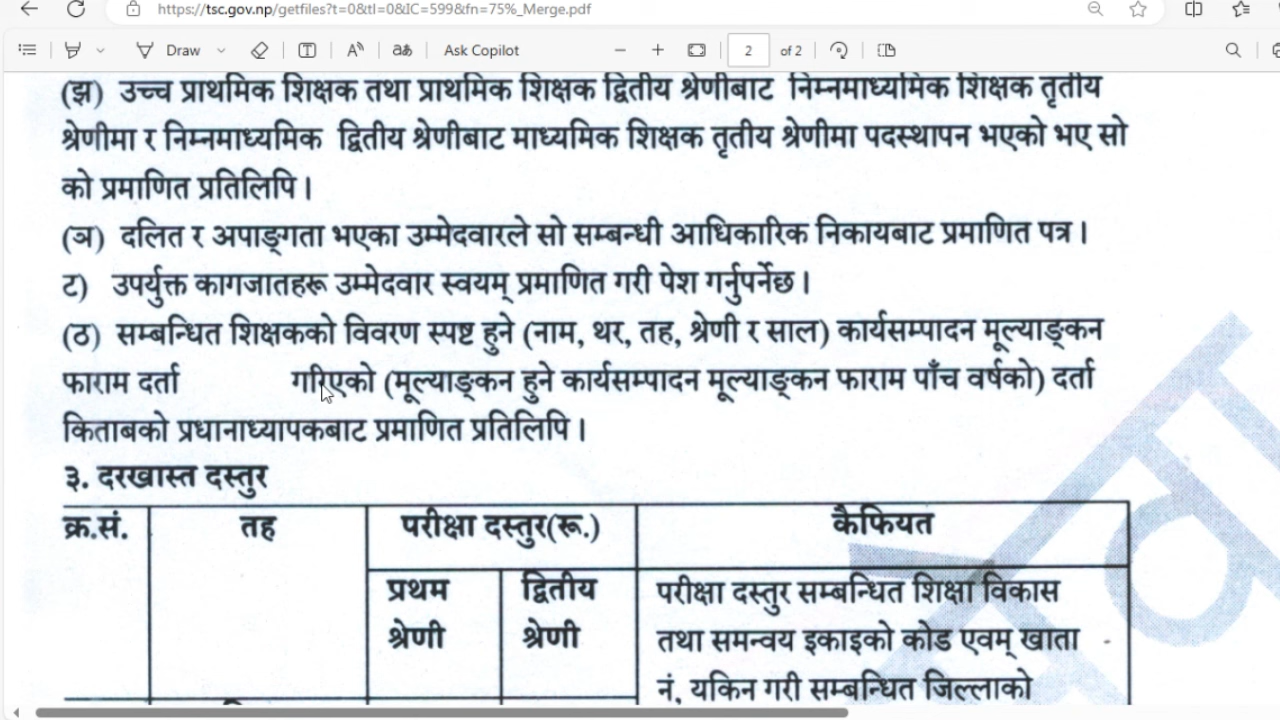 https://tsc.gov.np/getfiles?t=0&tl=0&IC=599&fn=75%_Merge.pdf
Draw
aあ
Ask Copilot
2 of 2
(झ) उच्च प्राथमिक शिक्षक तथा प्राथमिक शिक्षक द्वितीय श्रेणीबाट निम्नमाध्यमिक शिक्षक तृतीय
श्रेणीमा र निम्नमाध्यमिक द्वितीय श्रेणीबाट माध्यमिक शिक्षक तृतीय श्रेणीमा पदस्थापन भएको भए सो
को प्रमाणित प्रतिलिपि।
(ञ) दलित र अपाङ्गता भएका उम्मेदवारले सो सम्बन्धी आधिकारिक निकायबाट प्रमाणित पत्र।
ट) उपर्युक्त कागजातहरू उम्मेदवार स्वयम् प्रमाणित गरी पेश गर्नुपर्नेछ।
(ठ) सम्बन्धित शिक्षकको विवरण स्पष्ट हुने (नाम, थर, तह, श्रेणी र साल) कार्यसम्पादन मूल्याङ्कन
फाराम दर्ता गरिएको (मूल्याङ्कन हुने कार्यसम्पादन मूल्याङ्कन फाराम पाँच वर्षको) दर्ता
किताबको प्रधानाध्यापकबाट प्रमाणित प्रतिलिपि।
३. दरखास्त दस्तुर
क्र.सं. तह परीक्षा दस्तुर(रू.) कैफियत
प्रथम द्वितीय परीक्षा दस्तुर सम्बन्धित शिक्षा विकास
श्रेणी श्रेणी तथा समन्वय इकाइको कोड एवम् खाता
नं. यकिन गरी सम्बन्धित जिल्लाको